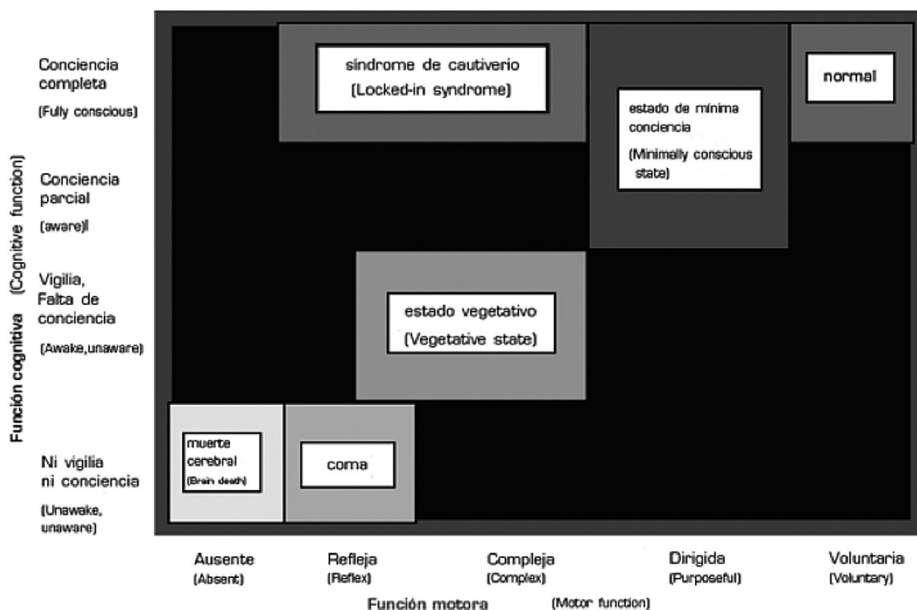 Función cognitiva (Cognitive function)
Conciencia
completa
(Fully conscious)
Conciencia
parcial
(aware)l
Vigilia,
Falta de
conciencia
(Awake,unaware)
Ni vigilia
ni conciencia
(Unawake,
unaware)
síndrome de cautiverio
(Locked-in syndrome)
estado de mínima
conciencia
(Minimally conscious
state)
normal
estado vegetativo
(Vegetative state)
muerte
cerebral
(Brain death)
coma
Ausente
(Absent)
Refleja
(Reflex)
Compleja
(Complex)
Dirigida
(Purposeful)
Voluntaria
(Voluntary)
Función motora (Motor function)